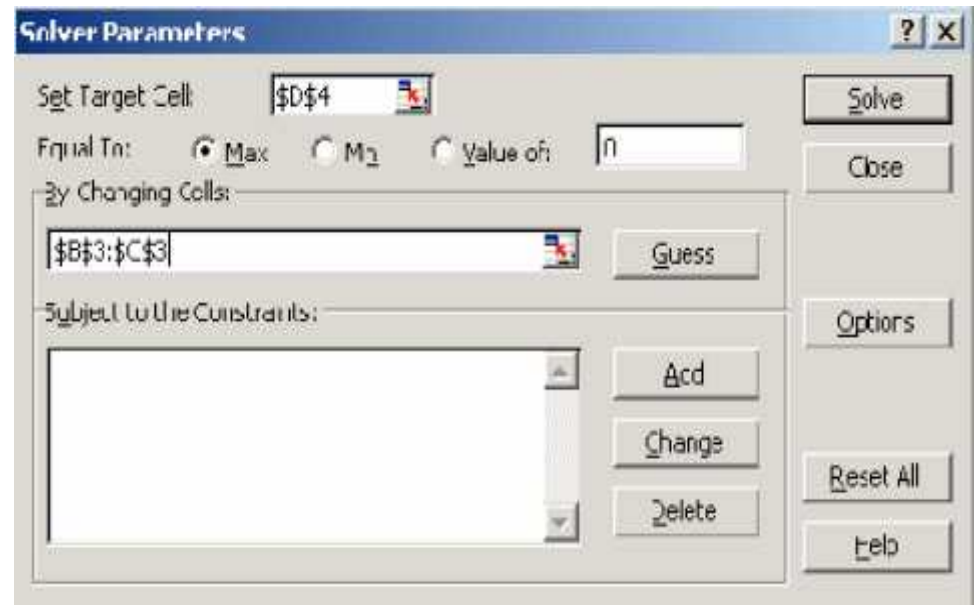 Solver Parameters
Set Target Cell: $D$4 Solve
Equal To: Max Min Value of: 0 Close
By Changing Cells:
$B$3:$C$3 Guess
Subject to the Constraints: Options
Add
Change
Reset All
Delete
Help